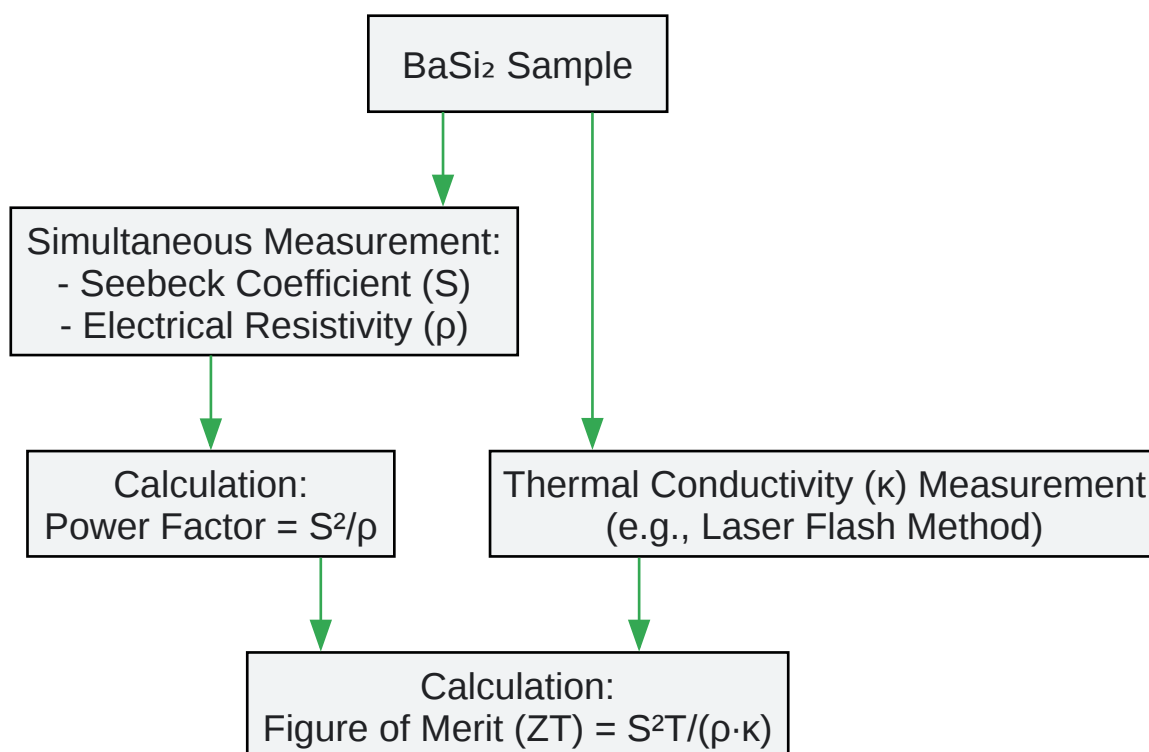 BaSi₂ Sample
Simultaneous Measurement:
- Seebeck Coefficient (S)
- Electrical Resistivity (ρ)
Calculation:
Power Factor = S²/ρ
Thermal Conductivity (κ) Measurement
(e.g., Laser Flash Method)
Calculation:
Figure of Merit (ZT) = S²T/(ρ·κ)